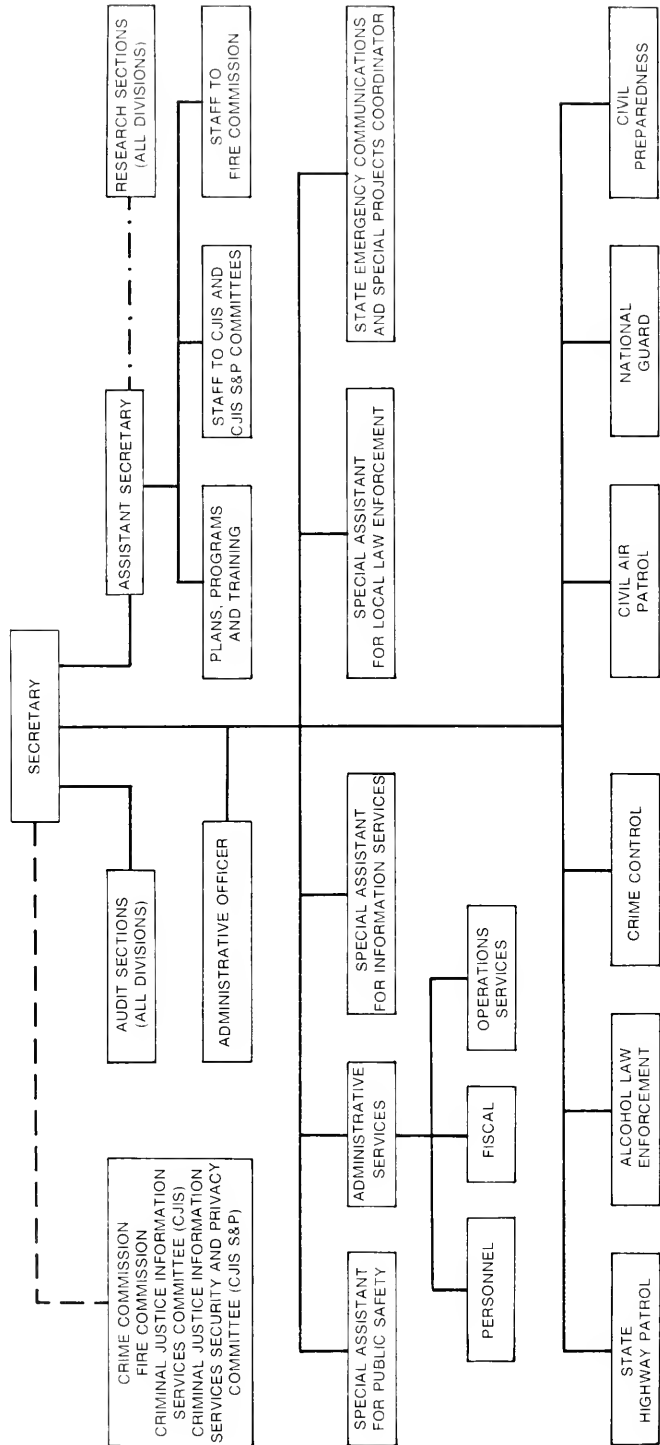 SECRETARY
CRIME COMMISSION
FIRE COMMISSION
CRIMINAL JUSTICE INFORMATION
SERVICES COMMITTEE (CJIS)
CRIMINAL JUSTICE INFORMATION
SERVICES SECURITY AND PRIVACY
COMMITTEE (CJIS S&P)
AUDIT SECTIONS
(ALL DIVISIONS)
ASSISTANT SECRETARY
RESEARCH SECTIONS
(ALL DIVISIONS)
ADMINISTRATIVE OFFICER
PLANS, PROGRAMS
AND TRAINING
STAFF TO CJIS AND
CJIS S&P COMMITTEES
STAFF TO
FIRE COMMISSION
SPECIAL ASSISTANT
FOR PUBLIC SAFETY
ADMINISTRATIVE
SERVICES
SPECIAL ASSISTANT
FOR INFORMATION SERVICES
SPECIAL ASSISTANT
FOR LOCAL LAW ENFORCEMENT
STATE EMERGENCY COMMUNICATIONS
AND SPECIAL PROJECTS COORDINATOR
PERSONNEL
FISCAL
OPERATIONS
SERVICES
STATE
HIGHWAY PATROL
ALCOHOL LAW
ENFORCEMENT
CRIME CONTROL
CIVIL AIR
PATROL
NATIONAL
GUARD
CIVIL
PREPAREDNESS